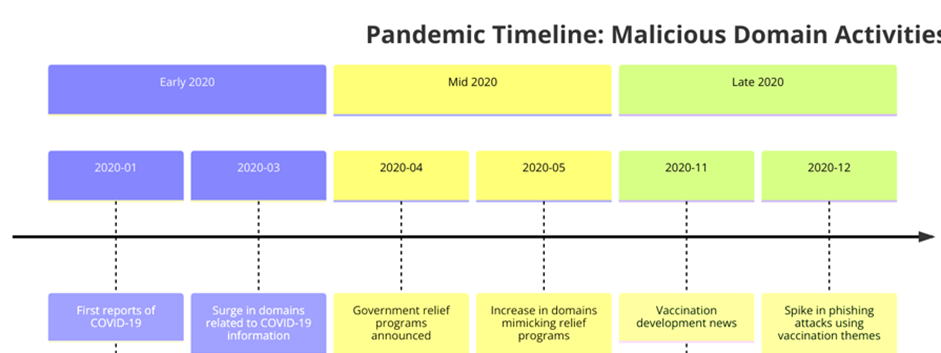 Pandemic Timeline: Malicious Domain Activities
Early 2020
Mid 2020
Late 2020
2020-01
2020-03
2020-04
2020-05
2020-11
2020-12
First reports of
COVID-19
Surge in domains
related to COVID-19
information
Government relief
programs
announced
Increase in domains
mimicking relief
programs
Vaccination
development news
Spike in phishing
attacks using
vaccination themes